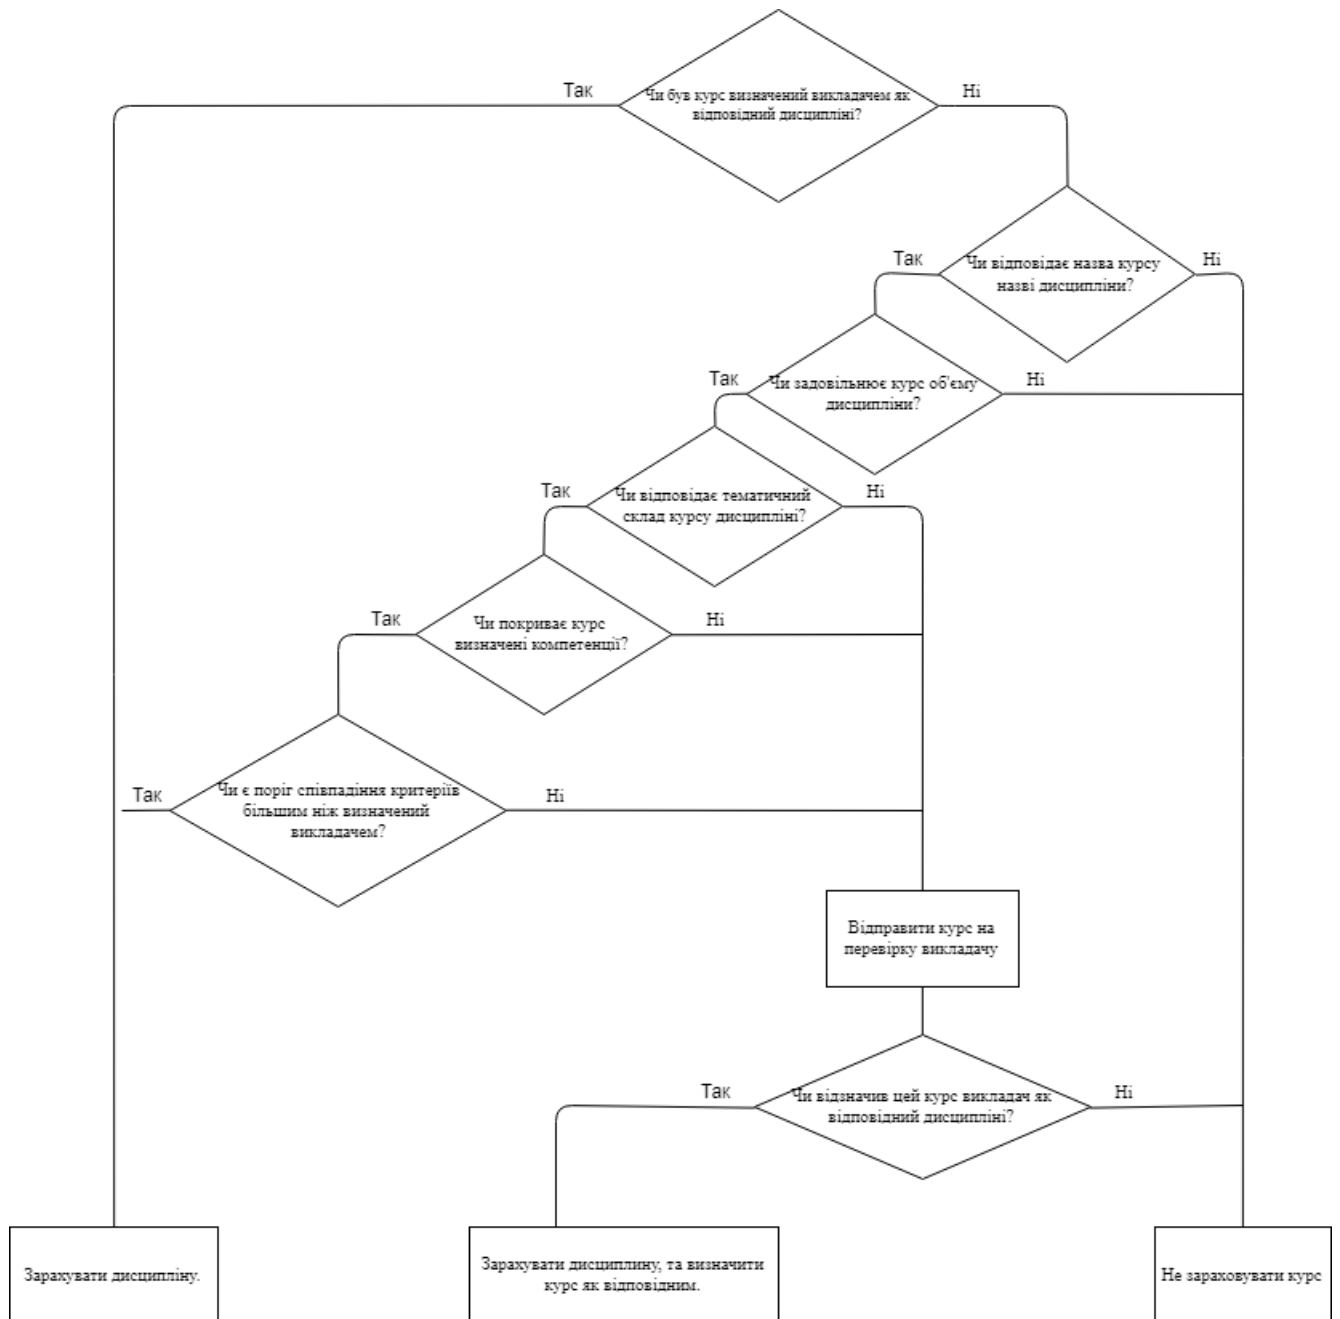 Чи був курс визначений викладачем як
відповідний дисципліні?
Так
Ні
Чи відповідає назва курсу
назві дисципліни?
Так
Ні
Чи задовільнює курс об'єму
дисципліни?
Так
Ні
Чи відповідає тематичний
склад курсу дисципліні?
Так
Ні
Чи покриває курс
визначені компетенції?
Так
Ні
Чи є поріг співпадіння критеріїв
більшим ніж визначений
викладачем?
Так
Ні
Відправити курс на
перевірку викладачу
Чи відзначив цей курс викладач як
відповідний дисципліні?
Так
Ні
Зарахувати дисципліну.
Зарахувати дисциплину, та визначити
курс як відповідним.
Не зараховувати курс